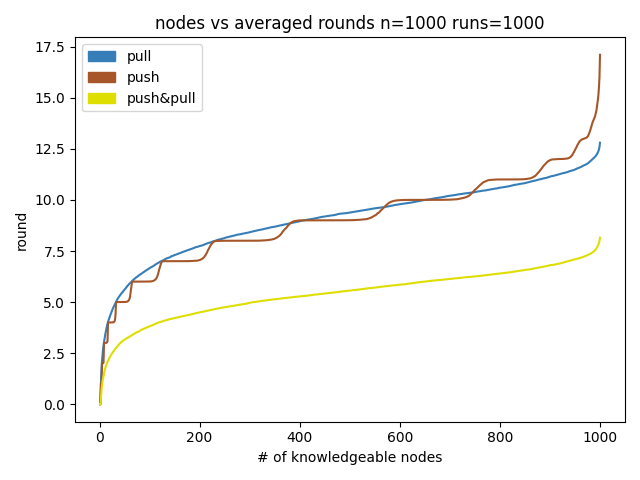 nodes vs averaged rounds n=1000 runs=1000
17.5
15.0
12.5
10.0
7.5
5.0
2.5
0.0
round
pull
push
push&pull
0 200 400 600 800 1000
# of knowledgeable nodes